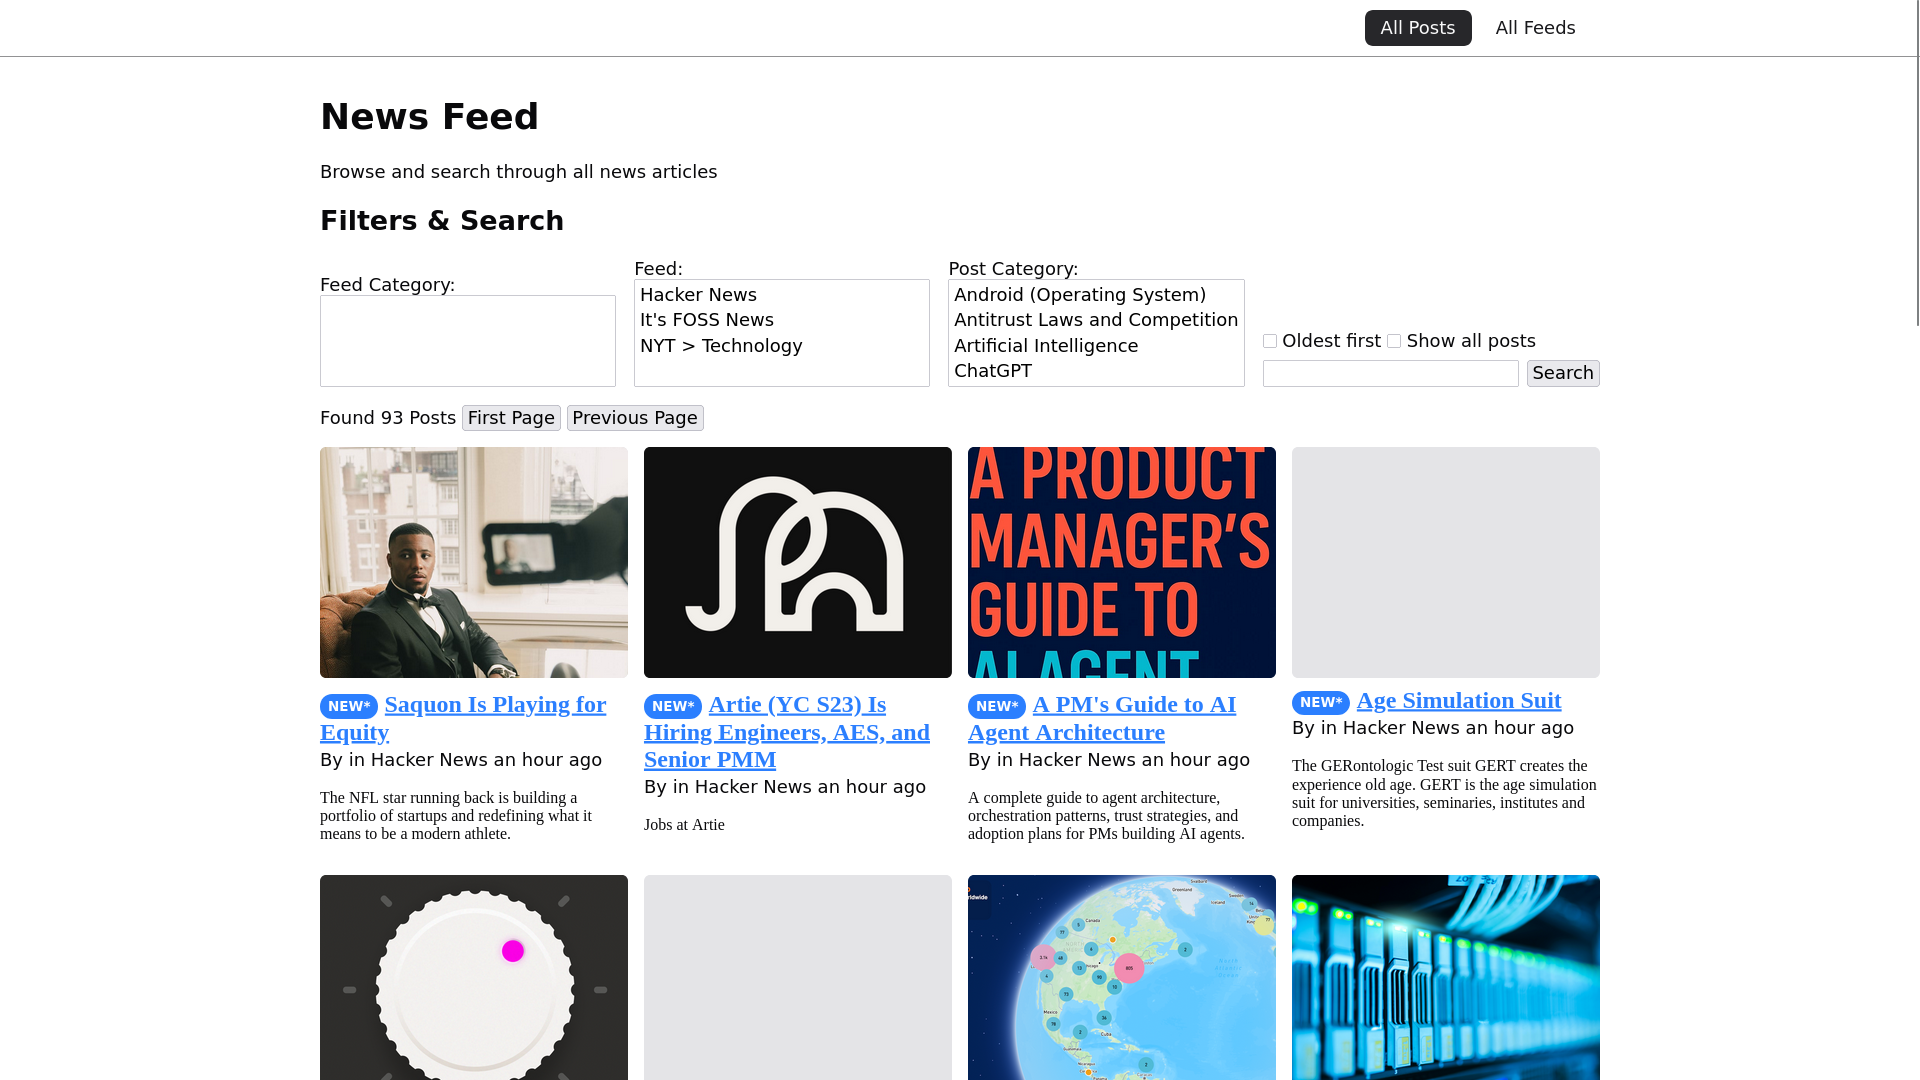 All Posts
All Feeds
News Feed
Browse and search through all news articles
Filters & Search
Feed Category:
Feed:
Hacker News
It's FOSS News
NYT > Technology
Post Category:
Android (Operating System)
Antitrust Laws and Competition
Artificial Intelligence
ChatGPT
Oldest first
Show all posts
Search
Found 93 Posts
First Page
Previous Page
NEW* Saquon Is Playing for
Equity
By in Hacker News an hour ago
The NFL star running back is building a
portfolio of startups and redefining what it
means to be a modern athlete.
NEW* Artie (YC S23) Is
Hiring Engineers, AES, and
Senior PMM
By in Hacker News an hour ago
Jobs at Artie
A PRODUCT
MANAGER'S
GUIDE TO
AI AGENT
NEW* A PM's Guide to AI
Agent Architecture
By in Hacker News an hour ago
A complete guide to agent architecture,
orchestration patterns, trust strategies, and
adoption plans for PMs building AI agents.
NEW* Age Simulation Suit
By in Hacker News an hour ago
The GERontologic Test suit GERT creates the
experience old age. GERT is the age simulation
suit for universities, seminaries, institutes and
companies.
Greenland
Iceland
Canada
Mexico
Cuba